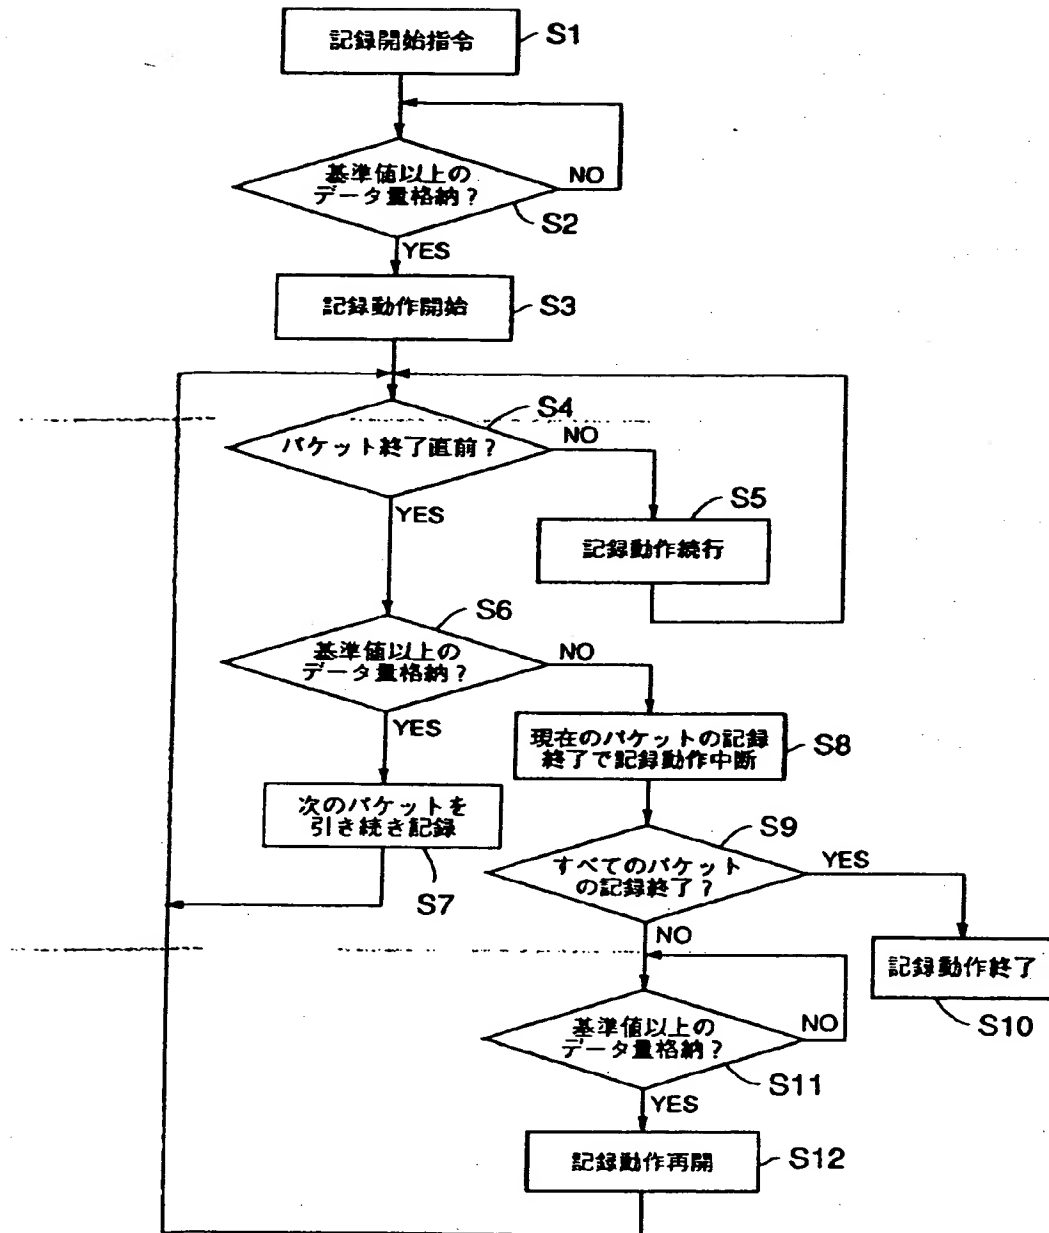 記録開始指令
S1
基準値以上の
データ量格納?
NO
S2
YES
記録動作開始
S3
S4
パケット終了直前?
NO
YES
S5
記録動作続行
S6
基準値以上の
データ量格納?
NO
YES
現在のパケットの記録
終了で記録動作中断
S8
次のパケットを
引き続き記録
S7
S9
すべてのパケット
の記録終了?
YES
NO
記録動作終了
S10
基準値以上の
データ量格納?
NO
S11
YES
記録動作再開
S12